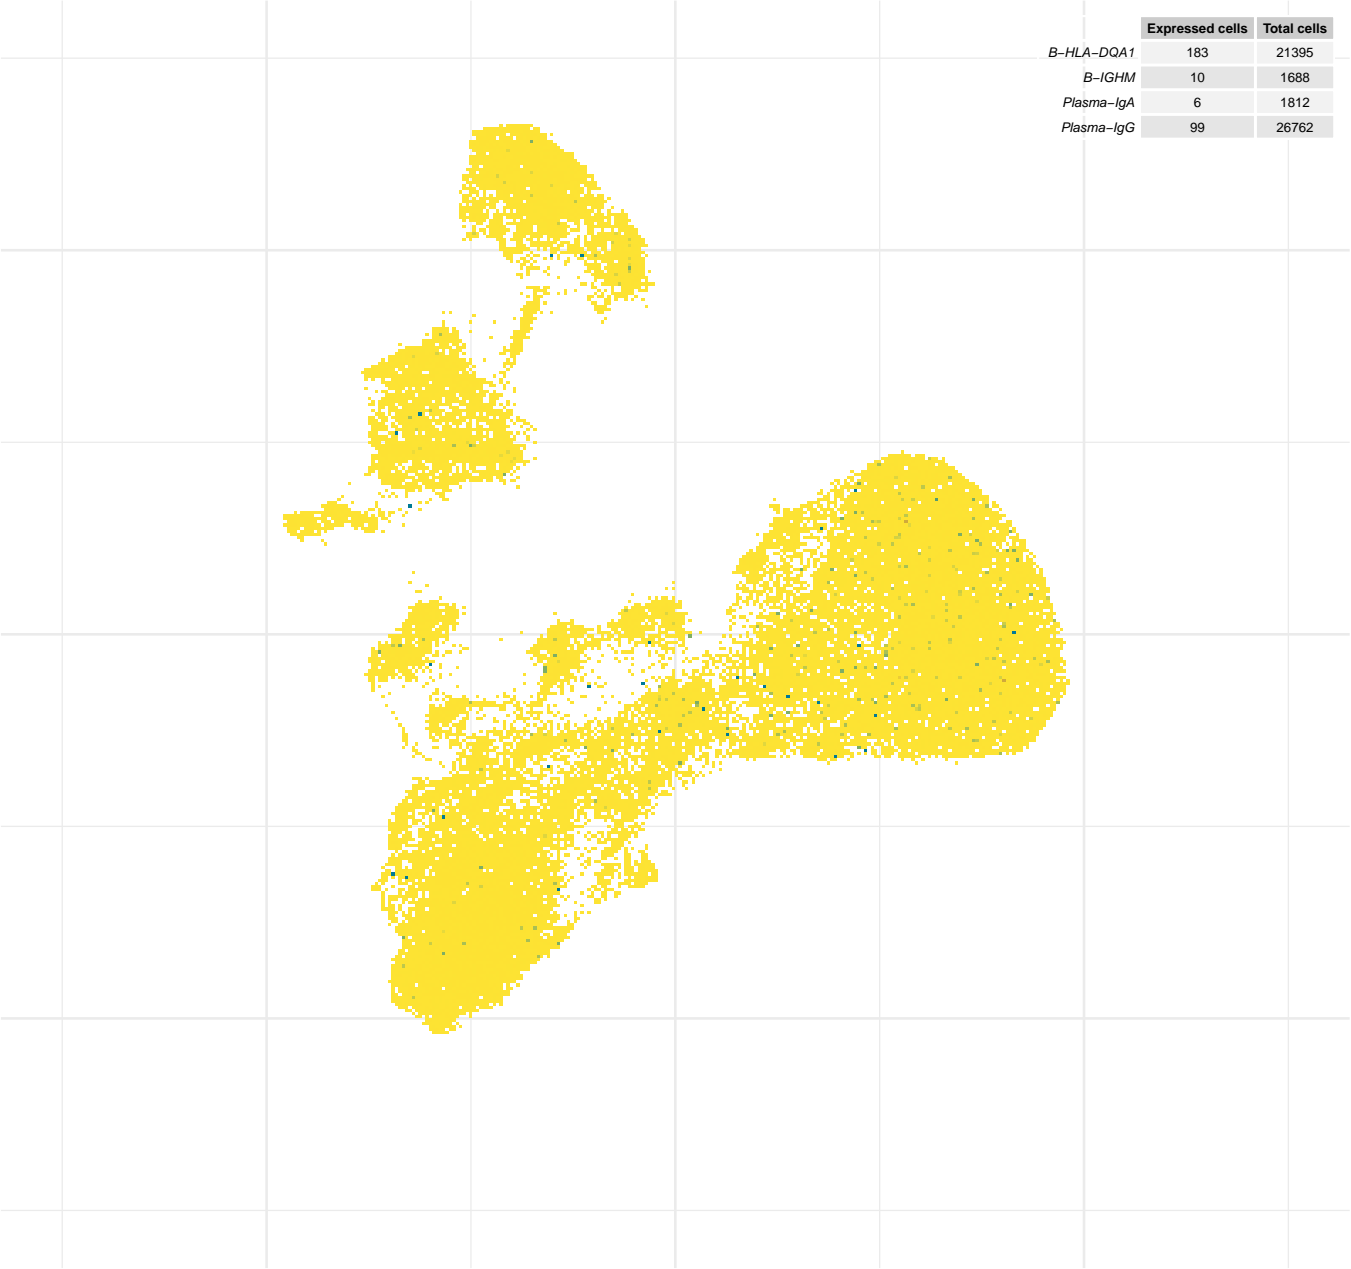 Expressed cells Total cells
B−HLA−DQA1 183 21395
B−IGHM 10 1688
Plasma−IgA 6 1812
Plasma−IgG 99 26762